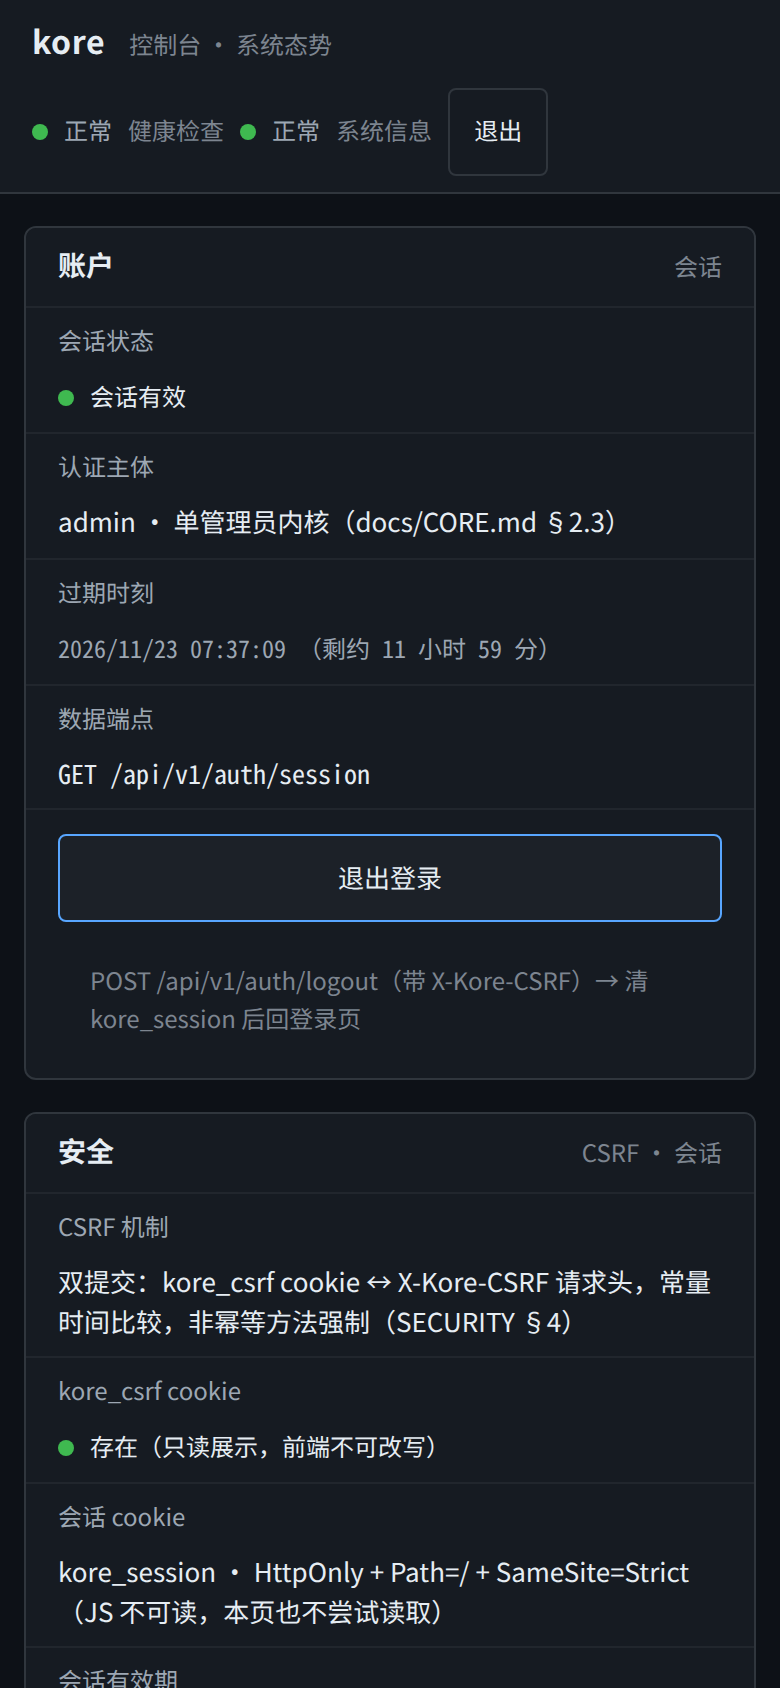 kore 控制台 · 系统态势
正常 健康检查 正常 系统信息 退出
账户 会话
会话状态
会话有效
认证主体
admin · 单管理员内核（docs/CORE.md §2.3）
过期时刻
2026/11/23 07:37:09 （剩约 11 小时 59 分）
数据端点
GET /api/v1/auth/session
退出登录
POST /api/v1/auth/logout（带 X-Kore-CSRF）→ 清
kore_session 后回登录页
安全 CSRF · 会话
CSRF 机制
双提交：kore_csrf cookie ↔ X-Kore-CSRF 请求头，常量
时间比较，非幂等方法强制（SECURITY §4）
kore_csrf cookie
存在（只读展示，前端不可改写）
会话 cookie
kore_session · HttpOnly + Path=/ + SameSite=Strict
（JS 不可读，本页也不尝试读取）
会话有效期